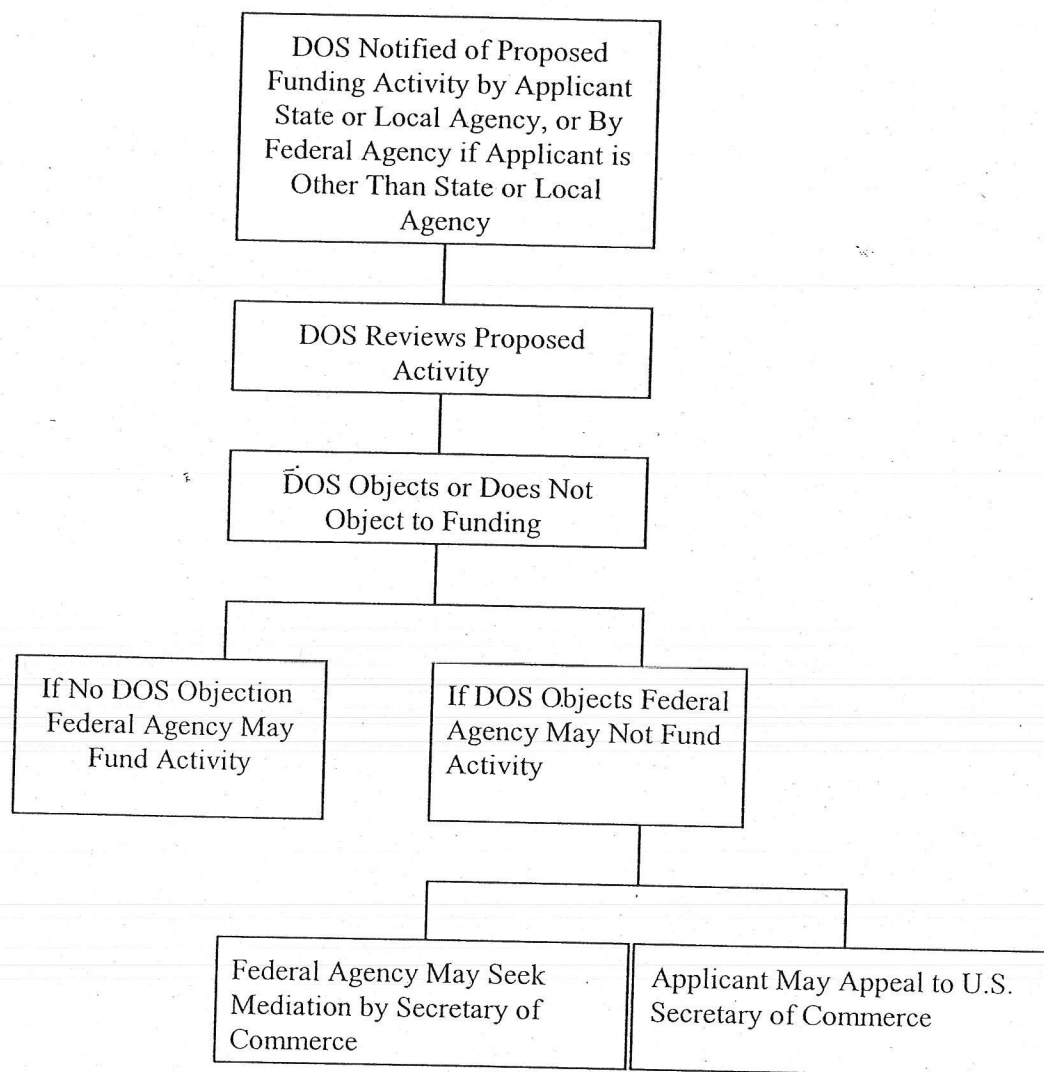 DOS Notified of Proposed
Funding Activity by Applicant
State or Local Agency, or By
Federal Agency if Applicant is
Other Than State or Local
Agency
DOS Reviews Proposed
Activity
DOS Objects or Does Not
Object to Funding
If No DOS Objection
Federal Agency May
Fund Activity
If DOS Objects Federal
Agency May Not Fund
Activity
Federal Agency May Seek
Mediation by Secretary of
Commerce
Applicant May Appeal to U.S.
Secretary of Commerce